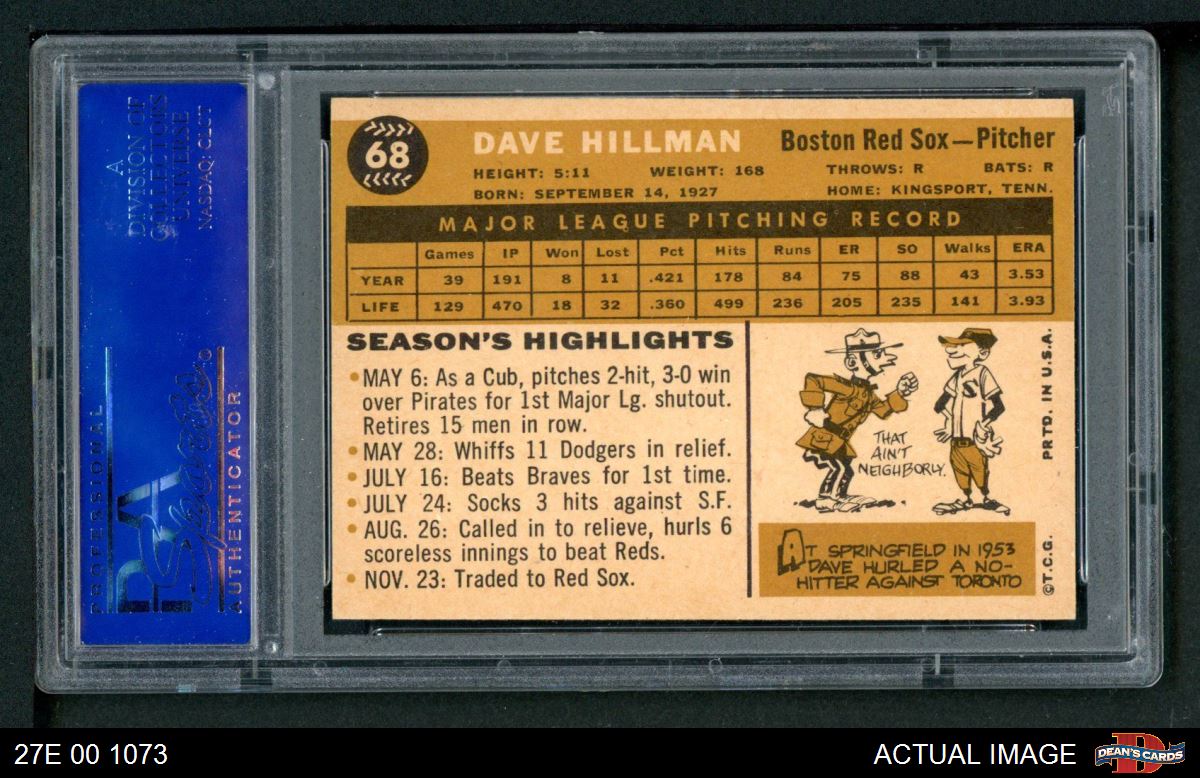 A
DIVISION OF
COLLECTORS
UNIVERSE
NASDAQ: CLCT
PROFESSIONAL
PSA
Sports
AUTHENTICATOR
68
DAVE HILLMAN
Boston Red Sox—Pitcher
HEIGHT: 5:11 WEIGHT: 168 THROWS: R BATS: R
BORN: SEPTEMBER 14, 1927 HOME: KINGSPORT, TENN.
MAJOR LEAGUE PITCHING RECORD
Games IP Won Lost Pct Hits Runs ER SO Walks ERA
YEAR 39 191 8 11 .421 178 84 75 88 43 3.53
LIFE 129 470 18 32 .360 499 236 205 235 141 3.93
SEASON'S HIGHLIGHTS
• MAY 6: As a Cub, pitches 2-hit, 3-0 win
over Pirates for 1st Major Lg. shutout.
Retires 15 men in row.
• MAY 28: Whiffs 11 Dodgers in relief.
• JULY 16: Beats Braves for 1st time.
• JULY 24: Socks 3 hits against S.F.
• AUG. 26: Called in to relieve, hurls 6
scoreless innings to beat Reds.
• NOV. 23: Traded to Red Sox.
S
THAT
AIN'T
NEIGHBORLY.
AT SPRINGFIELD IN 1953
DAVE HURLED A NO-
HITTER AGAINST TORONTO
PRTD. IN U.S.A.
©T.C.G.
27E 00 1073
ACTUAL IMAGE
D
DEAN'S CARDS